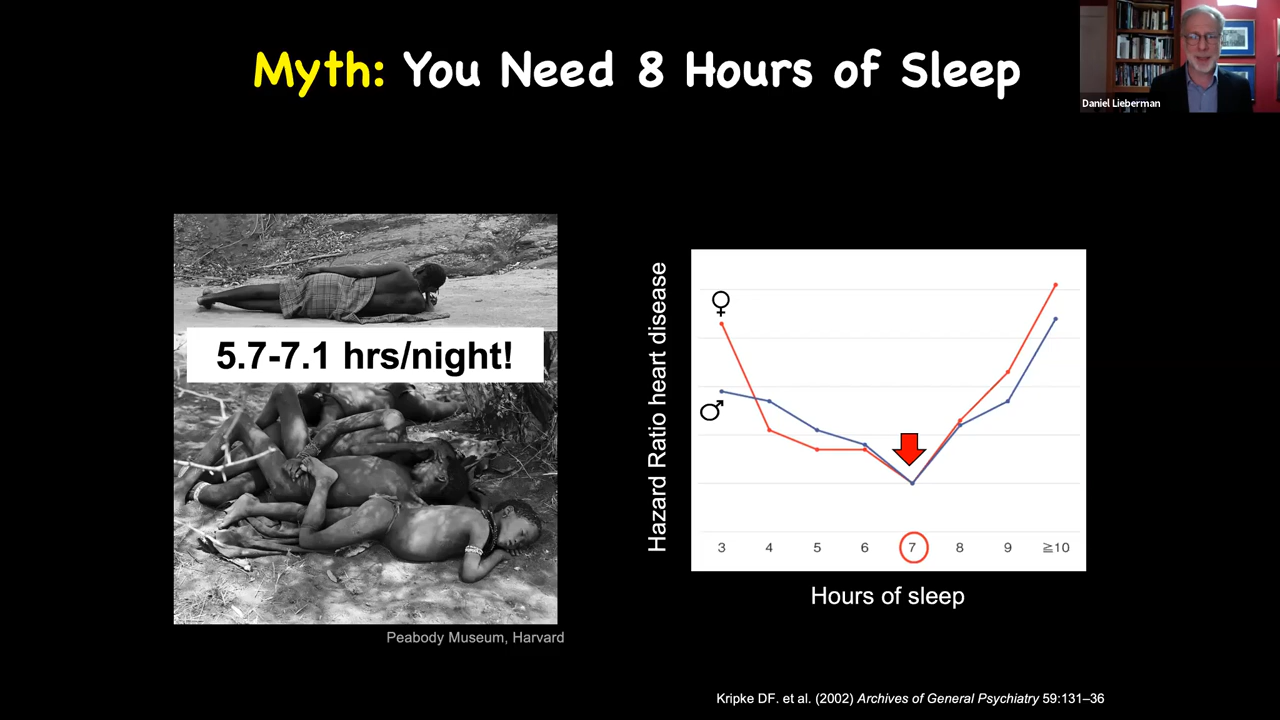 Myth: You Need 8 Hours of Sleep
Daniel Lieberman
5.7-7.1 hrs/night!
Peabody Museum, Harvard
Hazard Ratio heart disease
♀
♂
3 4 5 6 7 8 9 ≧10
Hours of sleep
Kripke DF. et al. (2002) Archives of General Psychiatry 59:131–36